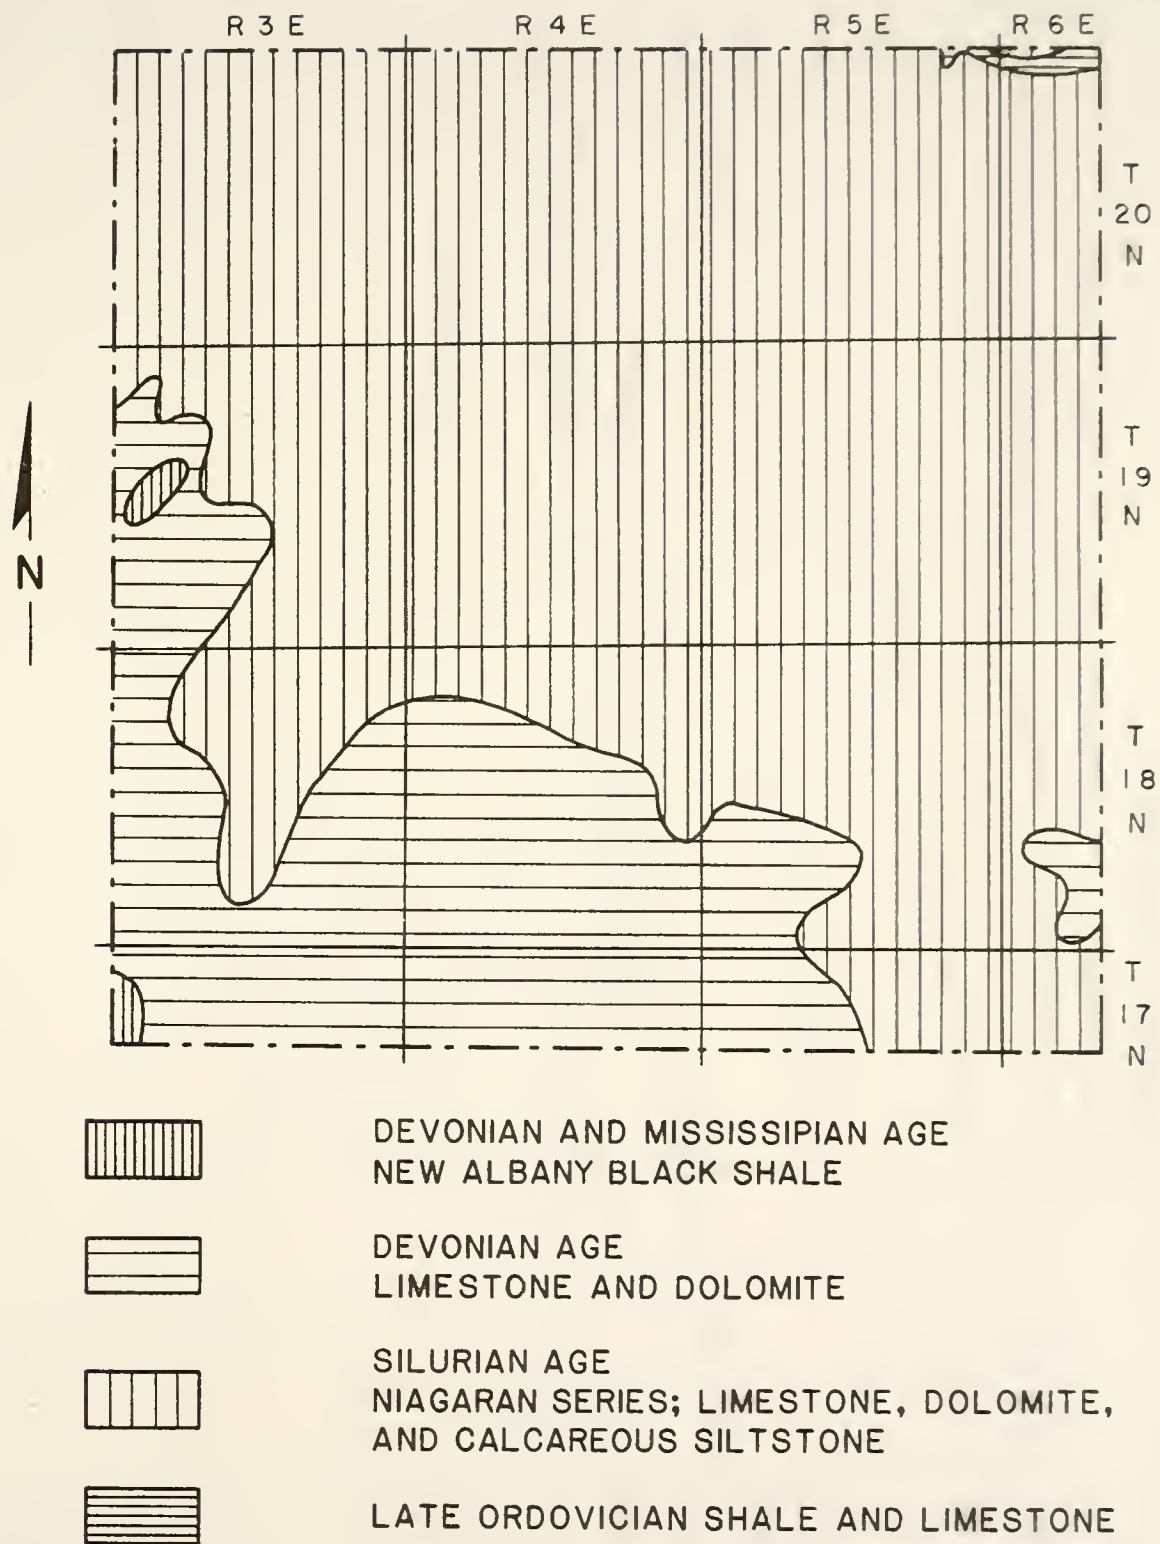 R 3 E R 4 E R 5 E R 6 E
T
20
N
T
19
N
N
T
18
N
T
17
N
DEVONIAN AND MISSISSIPIAN AGE
NEW ALBANY BLACK SHALE
DEVONIAN AGE
LIMESTONE AND DOLOMITE
SILURIAN AGE
NIAGARAN SERIES; LIMESTONE, DOLOMITE,
AND CALCAREOUS SILTSTONE
LATE ORDOVICIAN SHALE AND LIMESTONE